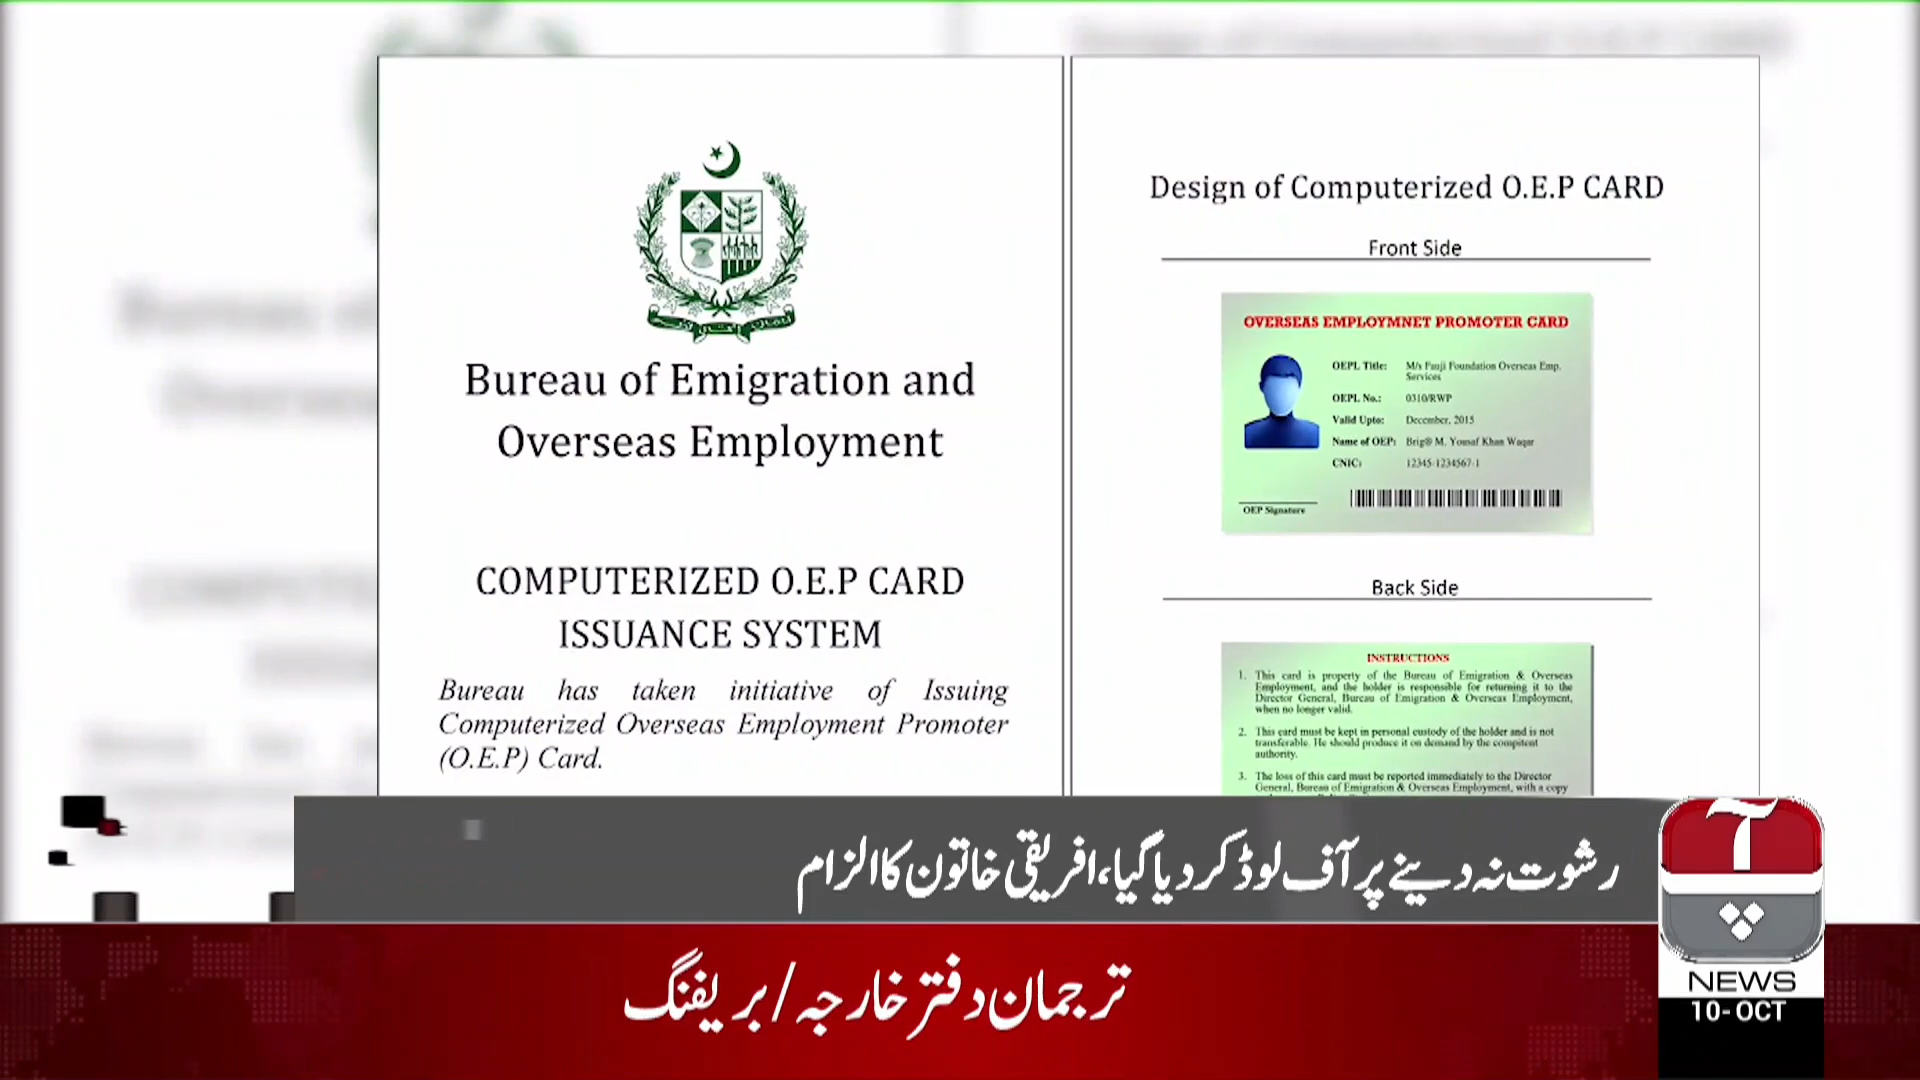 Bureau of Emigration and
Overseas Employment
COMPUTERIZED O.E.P CARD
ISSUANCE SYSTEM
Bureau has taken initiative of Issuing
Computerized Overseas Employment Promoter
(O.E.P) Card.
Design of Computerized O.E.P CARD
Front Side
OVERSEAS EMPLOYMNET PROMOTER CARD
OEPL Title: M/s Fauji Foundation Overseas Emp.
Services
OEPL No.: 0310/RWP
Valid Upto: December, 2015
Name of OEP: Brig® M. Yousaf Khan Waqar
CNIC: 12345-1234567-1
OEP Signature
Back Side
INSTRUCTIONS
1. This card is property of the Bureau of Emigration & Overseas
Employment, and the holder is responsible for returning it to the
Director General, Bureau of Emigration & Overseas Employment,
when no longer valid.
2. This card must be kept in personal custody of the holder and is not
transferable. He should produce it on demand by the compitent
authority.
3. The loss of this card must be reported immediately to the Director
General, Bureau of Emigration & Overseas Employment, with a copy
رشوت نہ دینے پر آف لوڈ کر دیا گیا، افریقی خاتون کا الزام
ترجمان دفتر خارجہ / بریفنگ
آپ
NEWS
10-OCT